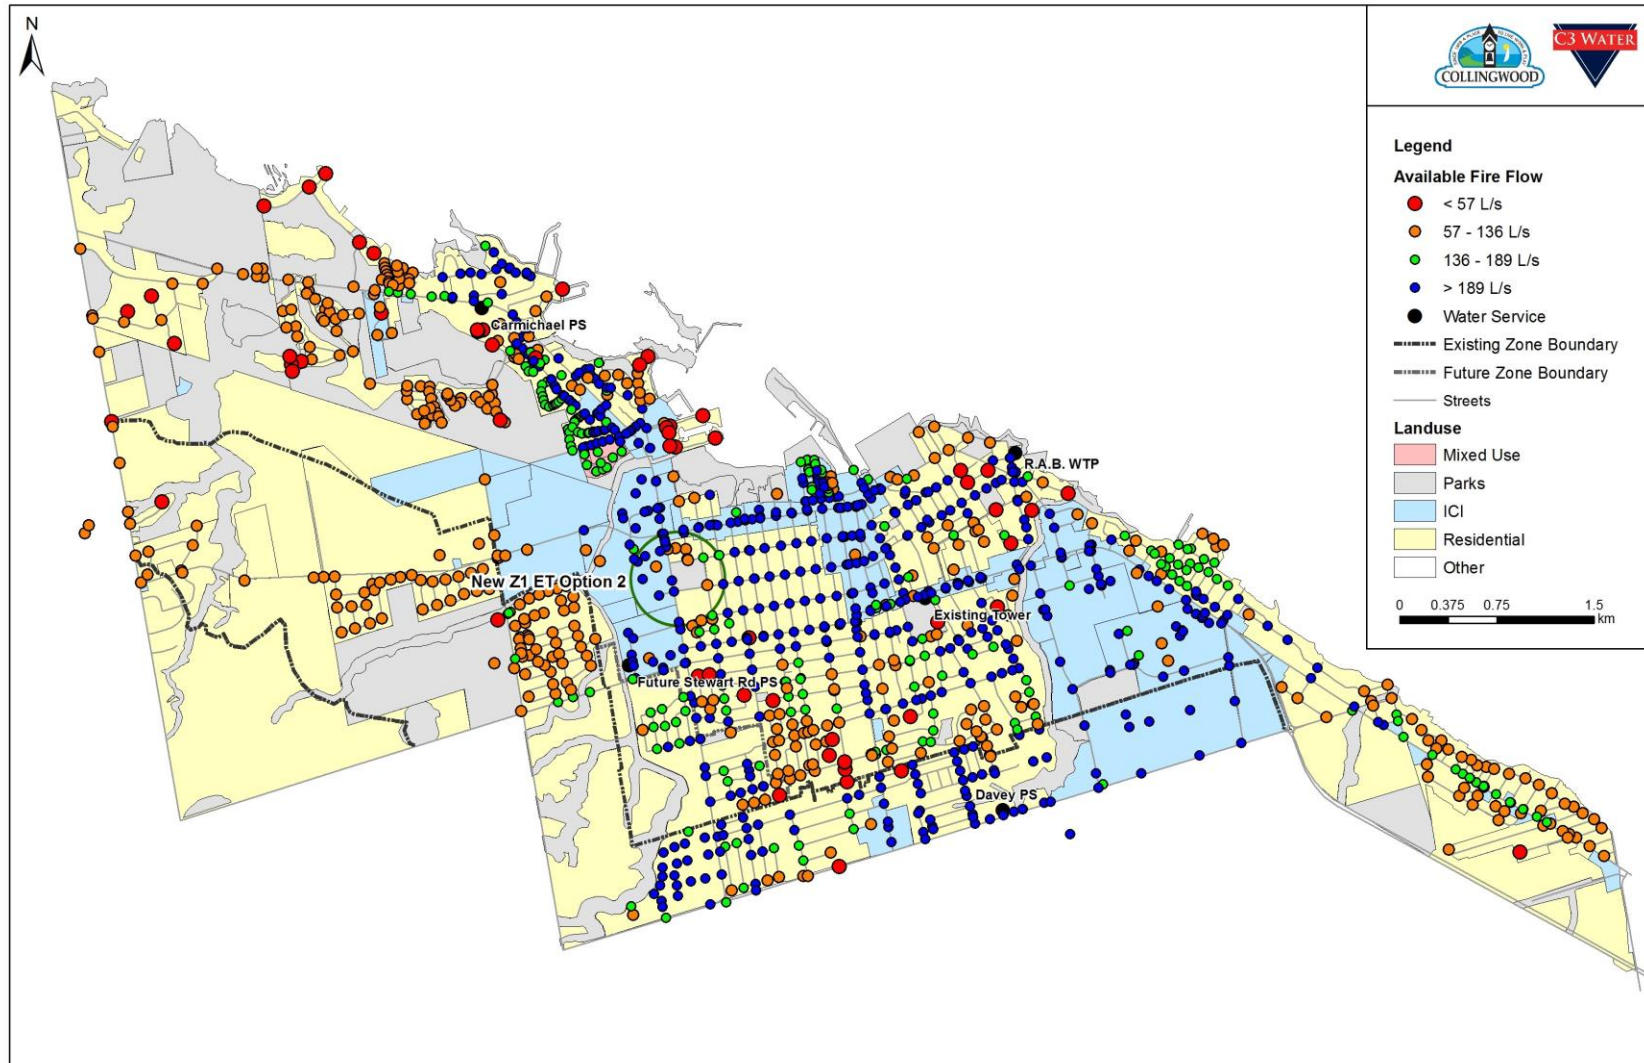 N
COLLINGWOOD
C3 WATER
Legend
Available Fire Flow
< 57 L/s
57 - 136 L/s
136 - 189 L/s
> 189 L/s
Water Service
Existing Zone Boundary
Future Zone Boundary
Streets
Landuse
Mixed Use
Parks
ICI
Residential
Other
0 0.375 0.75 1.5
km
Carmichael PS
R.A.B. WTP
New Z1 ET Option 2
Existing Tower
Future Stewart Rd PS
Davey PS